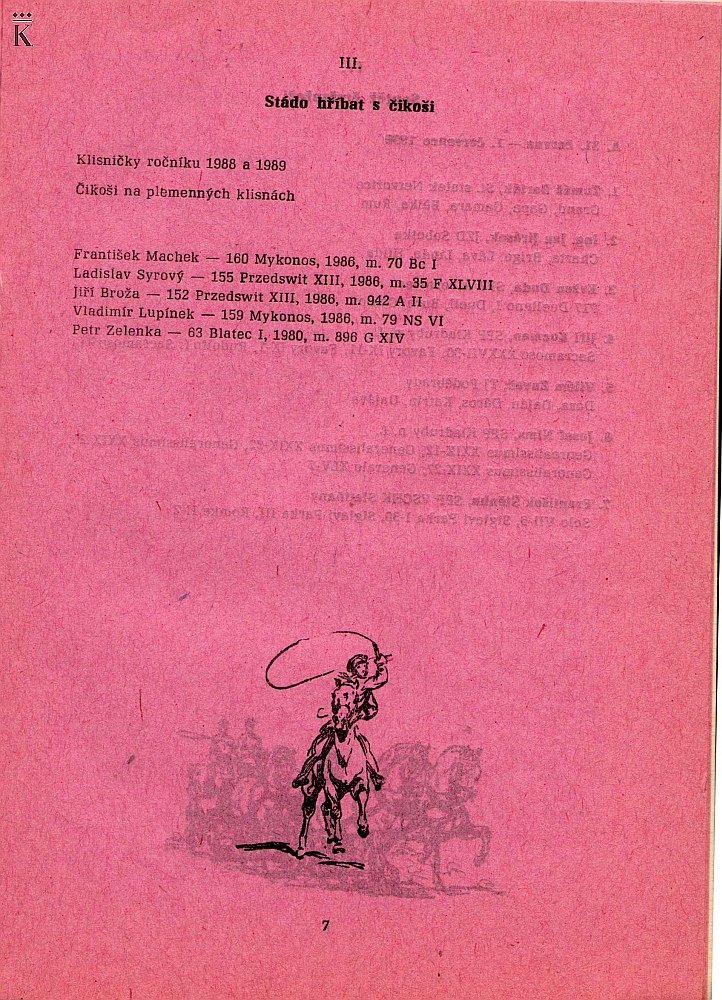 K
III.
Stádo hříbat s čikoši
Klisničky ročníku 1988 a 1989
Čikoši na plemenných klisnách
František Machek — 160 Mykonos, 1986, m. 70 Bc I
Ladislav Syrový — 155 Przedswit XIII, 1986, m. 35 F XLVIII
Jiří Broža — 152 Przedswit XIII, 1986, m. 942 A II
Vladimír Lupínek — 159 Mykonos, 1986, m. 79 NS VI
Petr Zelenka — 63 Blatec I, 1980, m. 896 G XIV
7